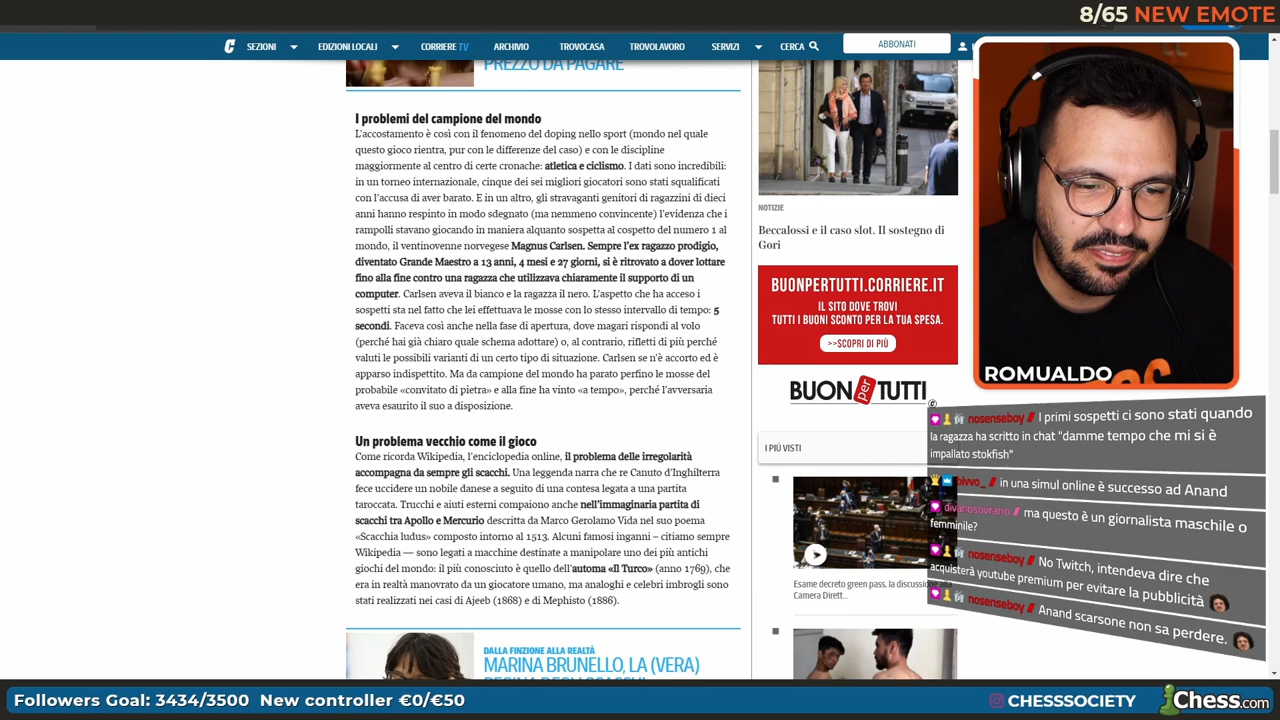 8/65 NEW EMOTE
SEZIONI EDIZIONI LOCALI CORRIERE TV ARCHIVIO TROVOCASA TROVOLAVORO SERVIZI CERCA ABBONATI
PREZZO DA PAGARE
I problemi del campione del mondo
L'accostamento è così con il fenomeno del doping nello sport (mondo nel quale
questo gioco rientra, pur con le differenze del caso) e con le discipline
maggiormente al centro di certe cronache: atletica e ciclismo. I dati sono incredibili:
in un torneo internazionale, cinque dei sei migliori giocatori sono stati squalificati
con l'accusa di aver barato. E in un altro, gli stravaganti genitori di ragazzini di dieci
anni hanno respinto in modo sdegnato (ma nemmeno convincente) l'evidenza che i
rampolli stavano giocando in maniera alquanto sospetta al cospetto del numero 1 al
mondo, il ventinovenne norvegese Magnus Carlsen. Sempre l'ex ragazzo prodigio,
diventato Grande Maestro a 13 anni, 4 mesi e 27 giorni, si è ritrovato a dover lottare
fino alla fine contro una ragazza che utilizzava chiaramente il supporto di un
computer. Carlsen aveva il bianco e la ragazza il nero. L'aspetto che ha acceso i
sospetti sta nel fatto che lei effettuava le mosse con lo stesso intervallo di tempo: 5
secondi. Faceva così anche nella fase di apertura, dove magari rispondi al volo
(perché hai già chiaro quale schema adottare) o, al contrario, rifletti di più perché
valuti le possibili varianti di un certo tipo di situazione. Carlsen se n'è accorto ed è
apparso indispettito. Ma da campione del mondo ha parato perfino le mosse del
probabile «convitato di pietra» e alla fine ha vinto «a tempo», perché l'avversaria
aveva esaurito il suo a disposizione.
Un problema vecchio come il gioco
Come ricorda Wikipedia, l'enciclopedia online, il problema delle irregolarità
accompagna da sempre gli scacchi. Una leggenda narra che re Canuto d'Inghilterra
fece uccidere un nobile danese a seguito di una contesa legata a una partita
taroccata. Trucchi e aiuti esterni compaiono anche nell'immaginaria partita di
scacchi tra Apollo e Mercurio descritta da Marco Gerolamo Vida nel suo poema
«Scacchia ludus» composto intorno al 1513. Alcuni famosi inganni – citiamo sempre
Wikipedia — sono legati a macchine destinate a manipolare uno dei più antichi
giochi del mondo: il più conosciuto è quello dell'automa «Il Turco» (anno 1769), che
era in realtà manovrato da un giocatore umano, ma analoghi e celebri imbrogli sono
stati realizzati nei casi di Ajeeb (1868) e di Mephisto (1886).
DALLA FINZIONE ALLA REALTÀ
MARINA BRUNELLO, LA (VERA)
REGINA DEGLI SCACCHI
NOTIZIE
Beccalossi e il caso slot. Il sostegno di
Gori
BUONPERTUTTI.CORRIERE.IT
IL SITO DOVE TROVI
TUTTI I BUONI SCONTO PER LA TUA SPESA.
>>SCOPRI DI PIÙ
BUON per TUTTI
I PIÙ VISTI
Esame decreto green pass, la discussione alla
Camera Dirett...
ROMUALDO
nosenseboy I primi sospetti ci sono stati quando
la ragazza ha scritto in chat "damme tempo che mi si è
impallato stokfish"
in una simul online è successo ad Anand
divanosovrano ma questo è un giornalista maschile o
femminile?
nosenseboy No Twitch, intendeva dire che
acquisterà youtube premium per evitare la pubblicità
nosenseboy Anand scarsone non sa perdere.
Followers Goal: 3434/3500 New controller €0/€50
CHESSSOCIETY
Chess.com